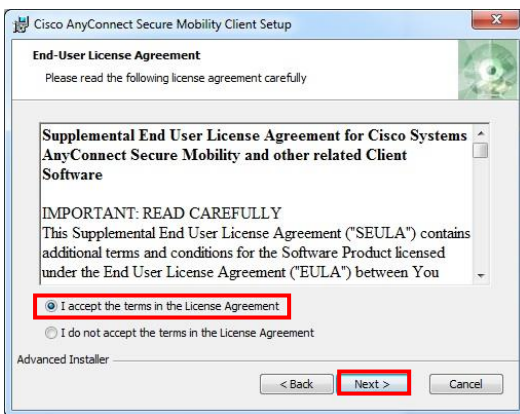 Cisco AnyConnect Secure Mobility Client Setup
End-User License Agreement
Please read the following license agreement carefully
Supplemental End User License Agreement for Cisco Systems
AnyConnect Secure Mobility and other related Client
Software
IMPORTANT: READ CAREFULLY
This Supplemental End User License Agreement ("SEULA") contains
additional terms and conditions for the Software Product licensed
under the End User License Agreement ("EULA") between You
I accept the terms in the License Agreement
I do not accept the terms in the License Agreement
Advanced Installer
< Back Next > Cancel